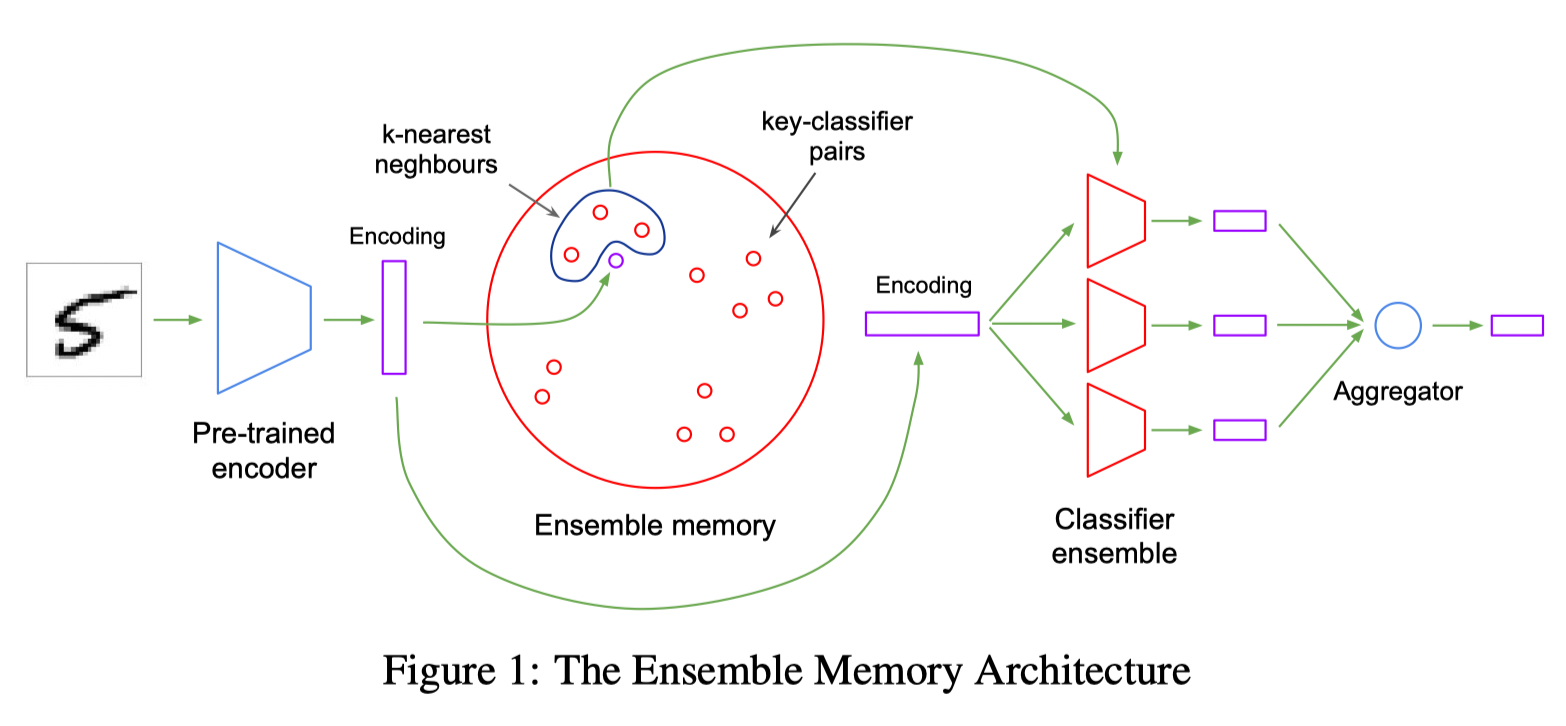 k-nearest
neghbours
key-classifier
pairs
Encoding
5
Pre-trained
encoder
Ensemble memory
Encoding
Classifier
ensemble
Aggregator
Figure 1: The Ensemble Memory Architecture